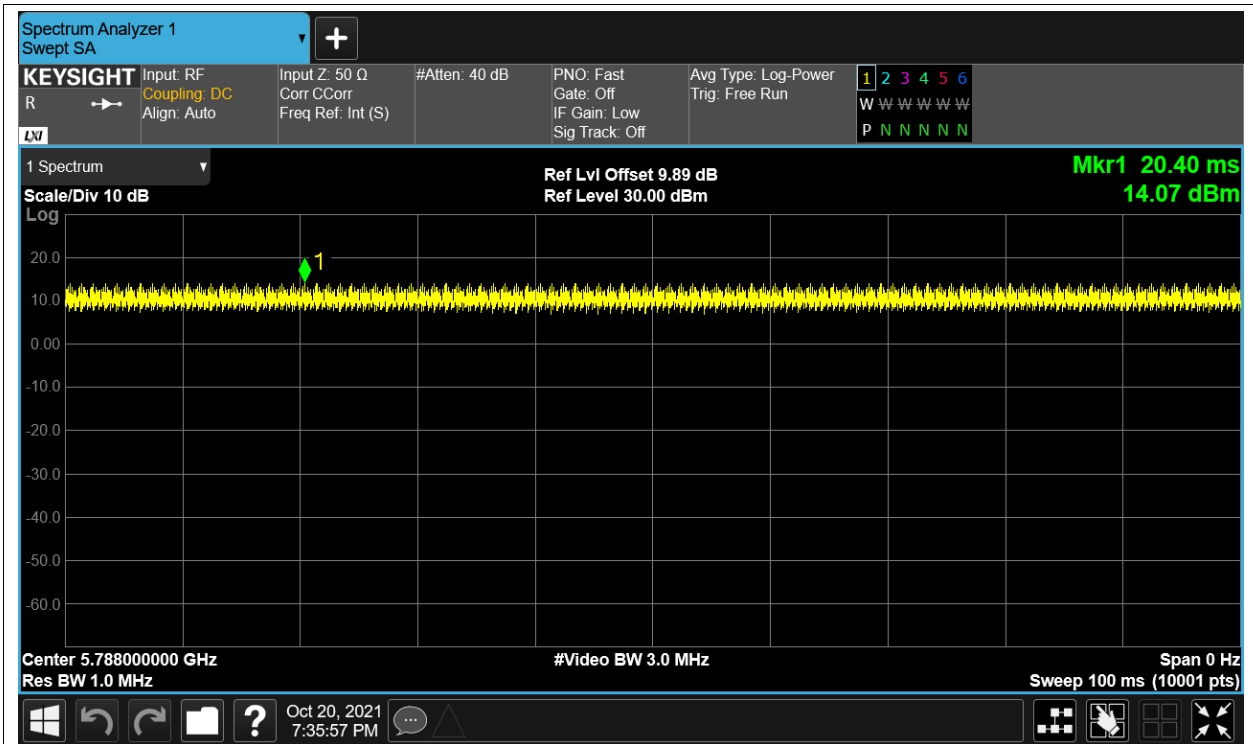 Spectrum Analyzer 1
Swept SA
KEYSIGHT
R
LXI
Input: RF
Coupling: DC
Align: Auto
Input Z: 50 Ω
Corr CCorr
Freq Ref: Int (S)
#Atten: 40 dB
PNO: Fast
Gate: Off
IF Gain: Low
Sig Track: Off
Avg Type: Log-Power
Trig: Free Run
1 2 3 4 5 6
W W W W W W
P N N N N N
1 Spectrum
Scale/Div 10 dB
Ref Lvl Offset 9.89 dB
Ref Level 30.00 dBm
Mkr1 20.40 ms
14.07 dBm
Log
20.0
10.0
0.00
-10.0
-20.0
-30.0
-40.0
-50.0
-60.0
1
Center 5.788000000 GHz
Res BW 1.0 MHz
#Video BW 3.0 MHz
Span 0 Hz
Sweep 100 ms (10001 pts)
?
Oct 20, 2021
7:35:57 PM